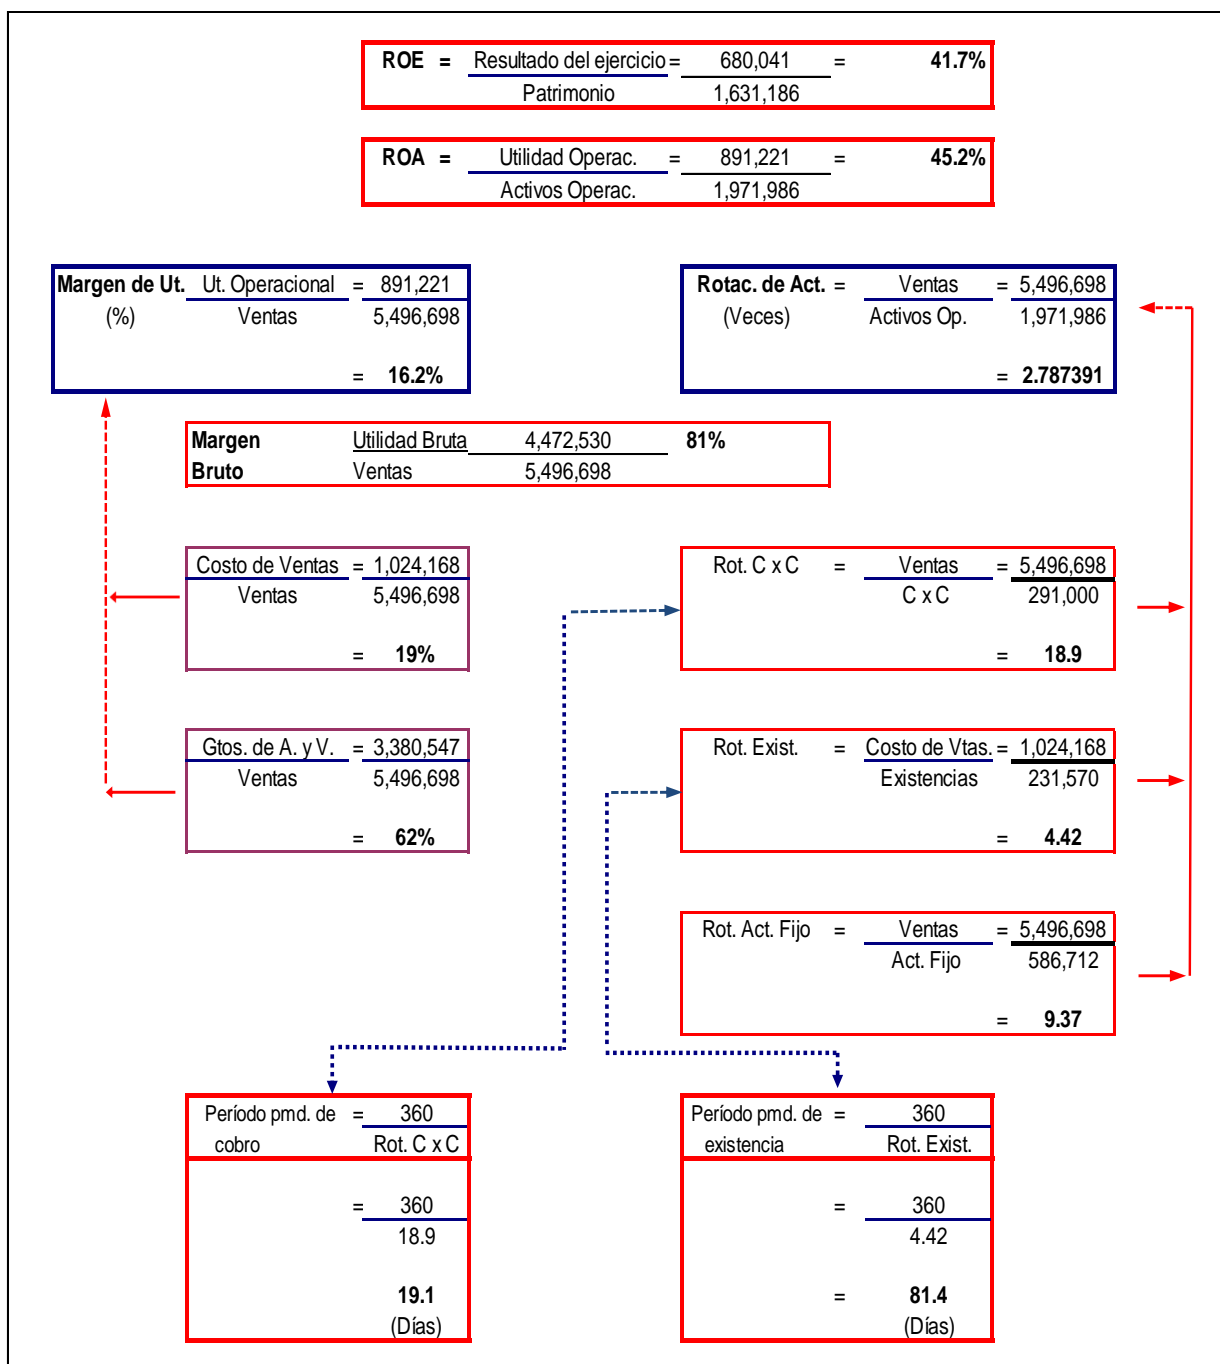 ROE = Resultado del ejercicio = 680,041 = 41.7%
Patrimonio 1,631,186
ROA = Utilidad Operac. = 891,221 = 45.2%
Activos Operac. 1,971,986
Margen de Ut. Ut. Operacional = 891,221
(%) Ventas 5,496,698
= 16.2%
Rotac. de Act. = Ventas = 5,496,698
(Veces) Activos Op. 1,971,986
= 2.787391
Margen Utilidad Bruta 4,472,530 81%
Bruto Ventas 5,496,698
Costo de Ventas = 1,024,168
Ventas 5,496,698
= 19%
Rot. C x C = Ventas = 5,496,698
C x C 291,000
= 18.9
Gtos. de A. y V. = 3,380,547
Ventas 5,496,698
= 62%
Rot. Exist. = Costo de Vtas. = 1,024,168
Existencias 231,570
= 4.42
Rot. Act. Fijo = Ventas = 5,496,698
Act. Fijo 586,712
= 9.37
Período pmd. de = 360
cobro Rot. C x C
= 360
18.9
19.1
(Días)
Período pmd. de = 360
existencia Rot. Exist.
= 360
4.42
= 81.4
(Días)